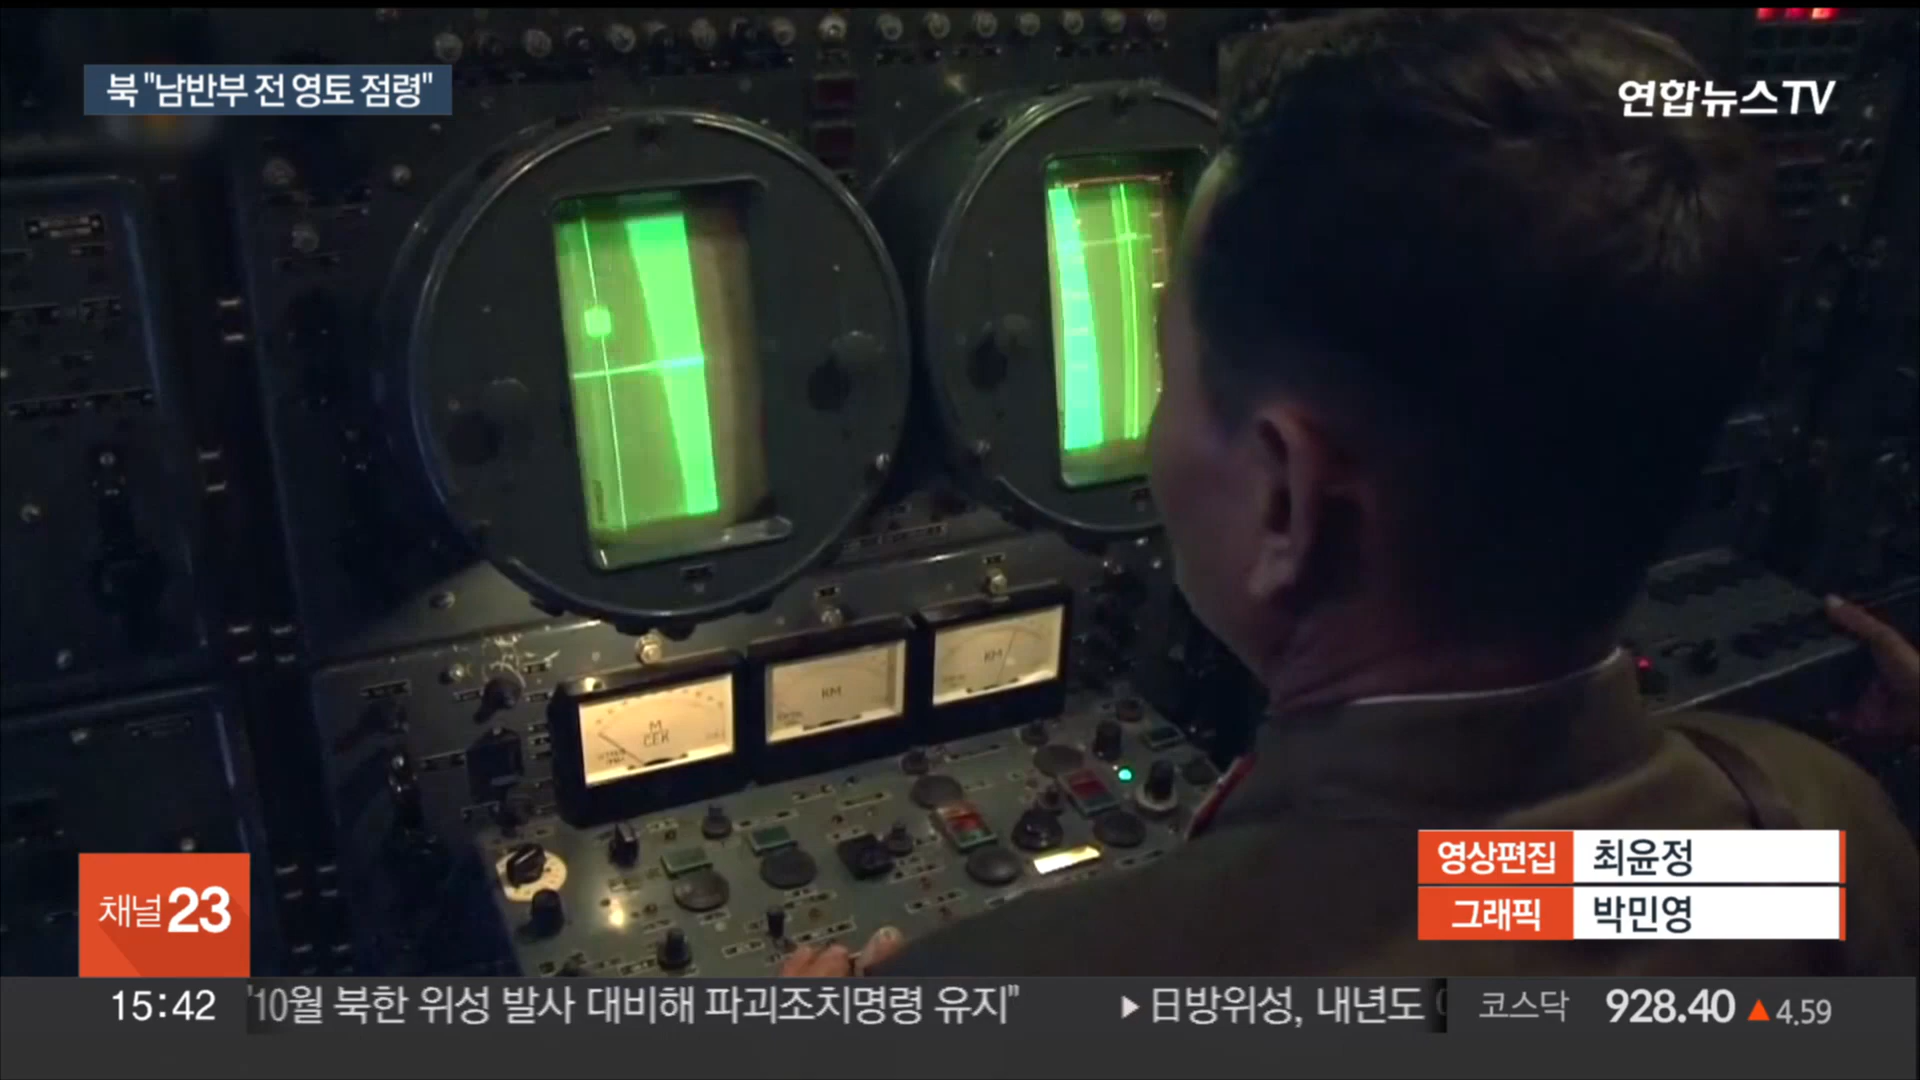 북 "남반부 전 영토 점령"
연합뉴스TV
KM
KM
М
СЕК
영상편집 최윤정
그래픽 박민영
채널23
15:42 '10월 북한 위성 발사 대비해 파괴조치명령 유지" ▶日방위성, 내년도 코스닥 928.40 ▲4.59